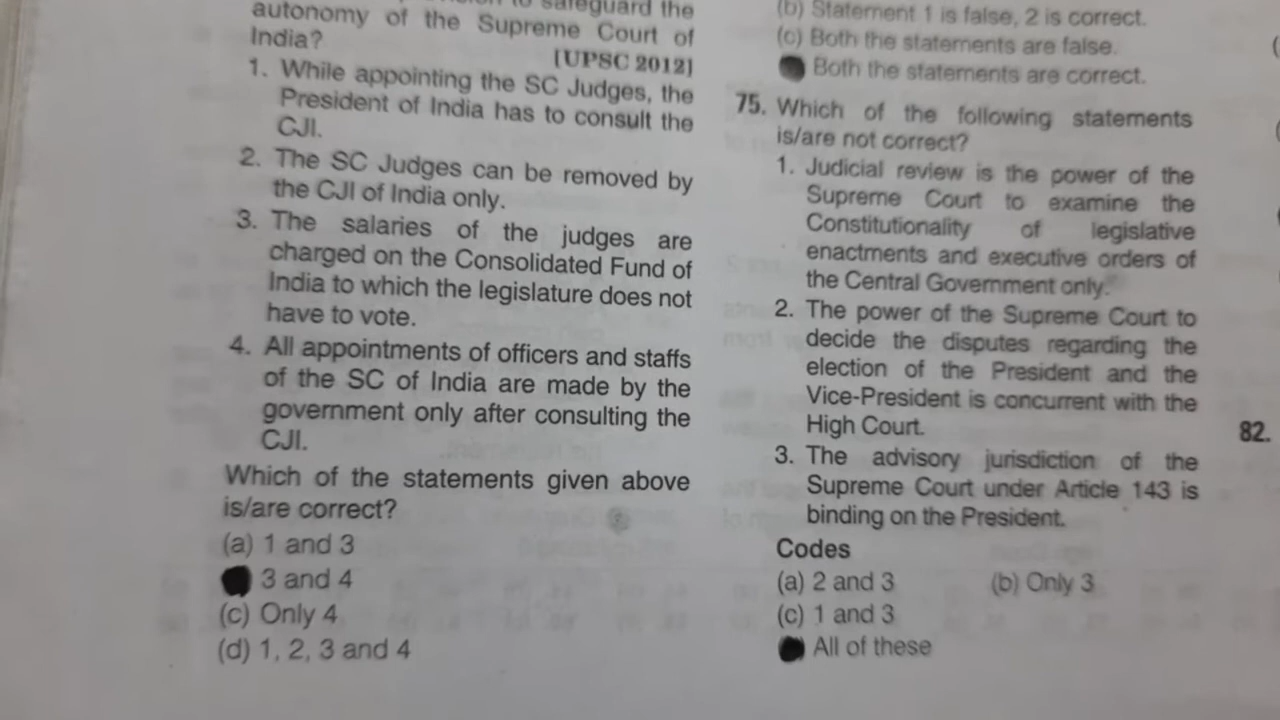 safeguard the
autonomy of the Supreme Court of
India?
[UPSC 2012]
1. While appointing the SC Judges, the
President of India has to consult the
CJI.
2. The SC Judges can be removed by
the CJI of India only.
3. The salaries of the judges are
charged on the Consolidated Fund of
India to which the legislature does not
have to vote.
4. All appointments of officers and staffs
of the SC of India are made by the
government only after consulting the
CJI.
Which of the statements given above
is/are correct?
(a) 1 and 3
3 and 4
(c) Only 4
(d) 1, 2, 3 and 4
(b) Statement 1 is false, 2 is correct.
(c) Both the statements are false.
Both the statements are correct.
75. Which of the following statements
is/are not correct?
1. Judicial review is the power of the
Supreme Court to examine the
Constitutionality of legislative
enactments and executive orders of
the Central Government only.
2. The power of the Supreme Court to
decide the disputes regarding the
election of the President and the
Vice-President is concurrent with the
High Court.
3. The advisory jurisdiction of the
Supreme Court under Article 143 is
binding on the President.
Codes
(a) 2 and 3 (b) Only 3
(c) 1 and 3
All of these
82.